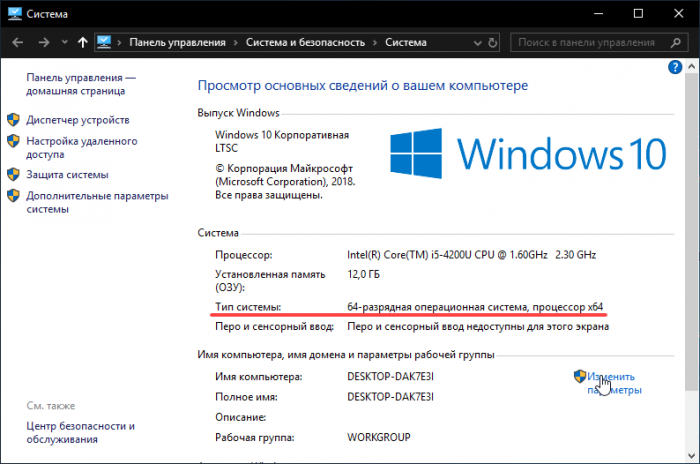 Система
Панель управления
Система и безопасность
Система
Поиск в панели управления
?
Панель управления —
домашняя страница
Диспетчер устройств
Настройка удаленного
доступа
Защита системы
Дополнительные параметры
системы
См. также
Центр безопасности и
обслуживания
Просмотр основных сведений о вашем компьютере
Выпуск Windows
Windows 10 Корпоративная
LTSC
© Корпорация Майкрософт
(Microsoft Corporation), 2018.
Все права защищены.
Windows 10
Система
Процессор: Intel(R) Core(TM) i5-4200U CPU @ 1.60GHz 2.30 GHz
Установленная память
(ОЗУ): 12,0 ГБ
Тип системы: 64-разрядная операционная система, процессор x64
Перо и сенсорный ввод: Перо и сенсорный ввод недоступны для этого экрана
Имя компьютера, имя домена и параметры рабочей группы
Имя компьютера: DESKTOP-DAK7E3I
Изменить
параметры
Полное имя: DESKTOP-DAK7E3I
Описание:
Рабочая группа: WORKGROUP